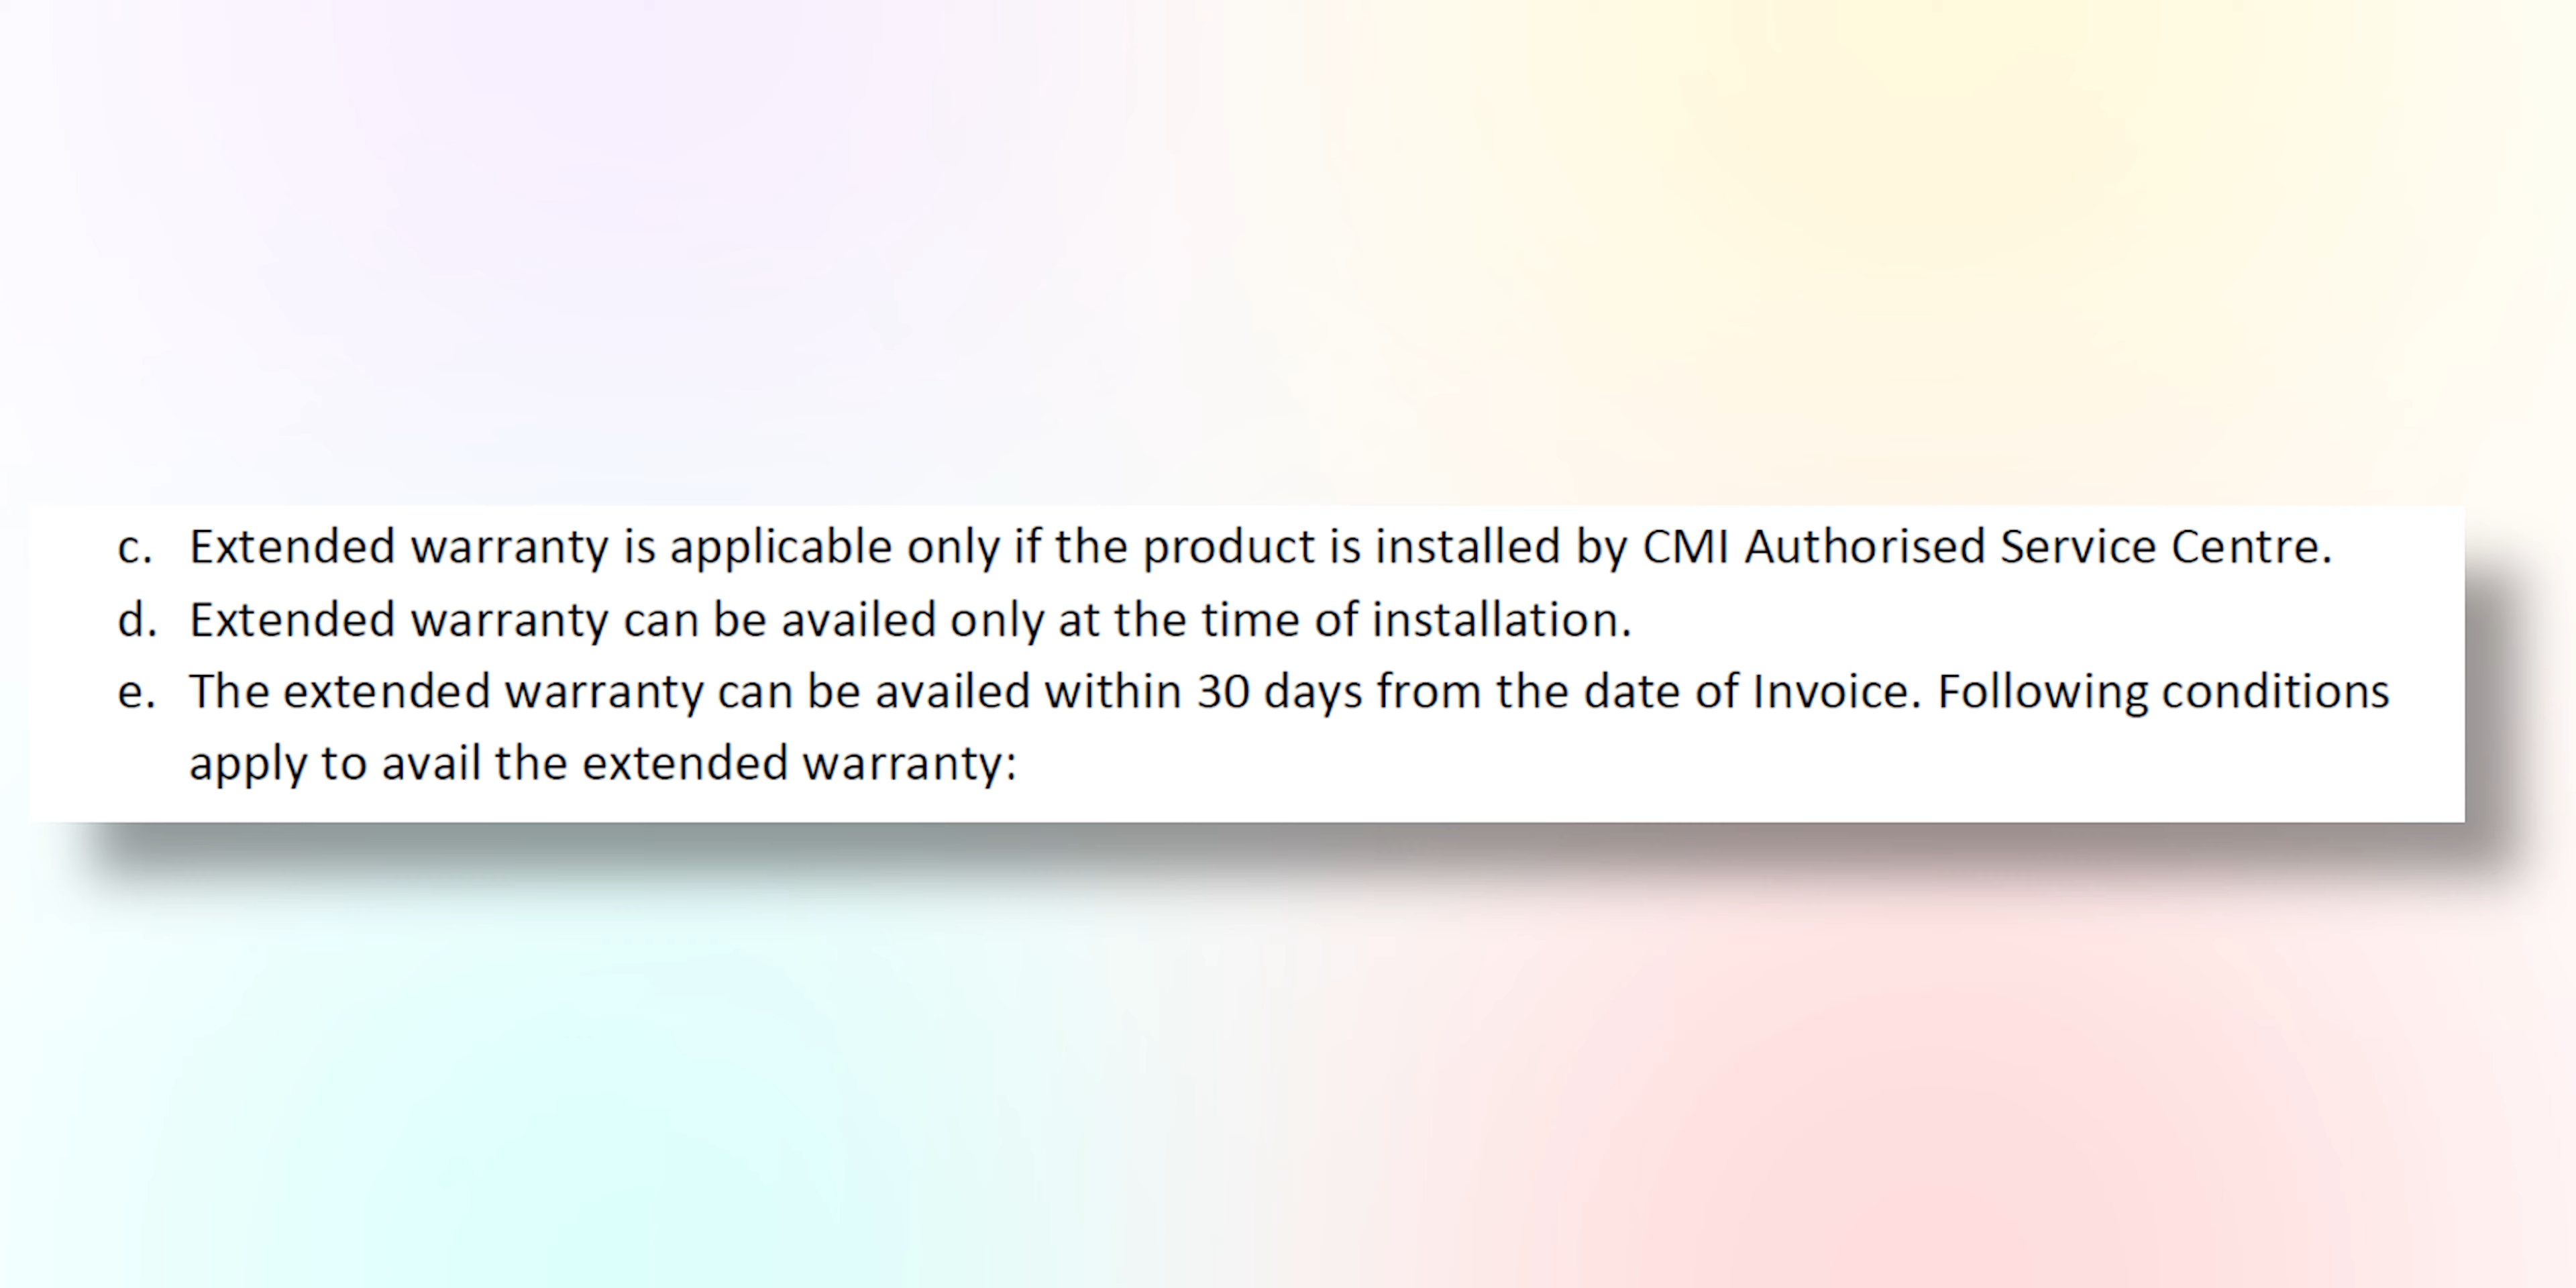 c. Extended warranty is applicable only if the product is installed by CMI Authorised Service Centre.
d. Extended warranty can be availed only at the time of installation.
e. The extended warranty can be availed within 30 days from the date of Invoice. Following conditions
apply to avail the extended warranty: